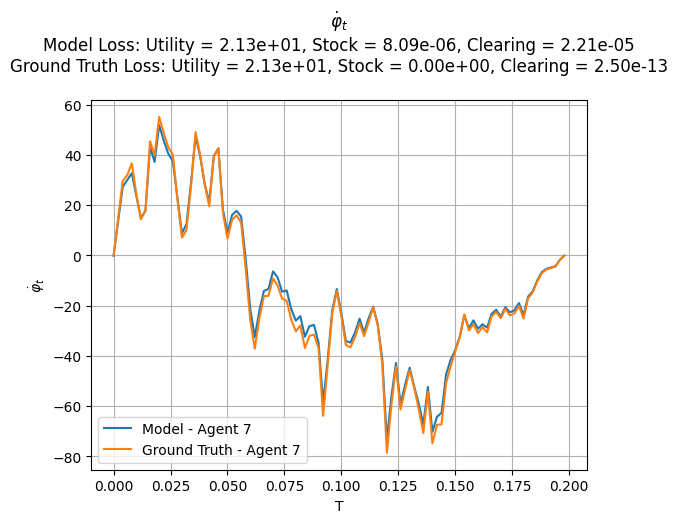 φ̇ₜ
Model Loss: Utility = 2.13e+01, Stock = 8.09e-06, Clearing = 2.21e-05
Ground Truth Loss: Utility = 2.13e+01, Stock = 0.00e+00, Clearing = 2.50e-13
60
40
20
0
−20
−40
−60
−80
φ̇ₜ
Model - Agent 7
Ground Truth - Agent 7
0.000 0.025 0.050 0.075 0.100 0.125 0.150 0.175 0.200
T